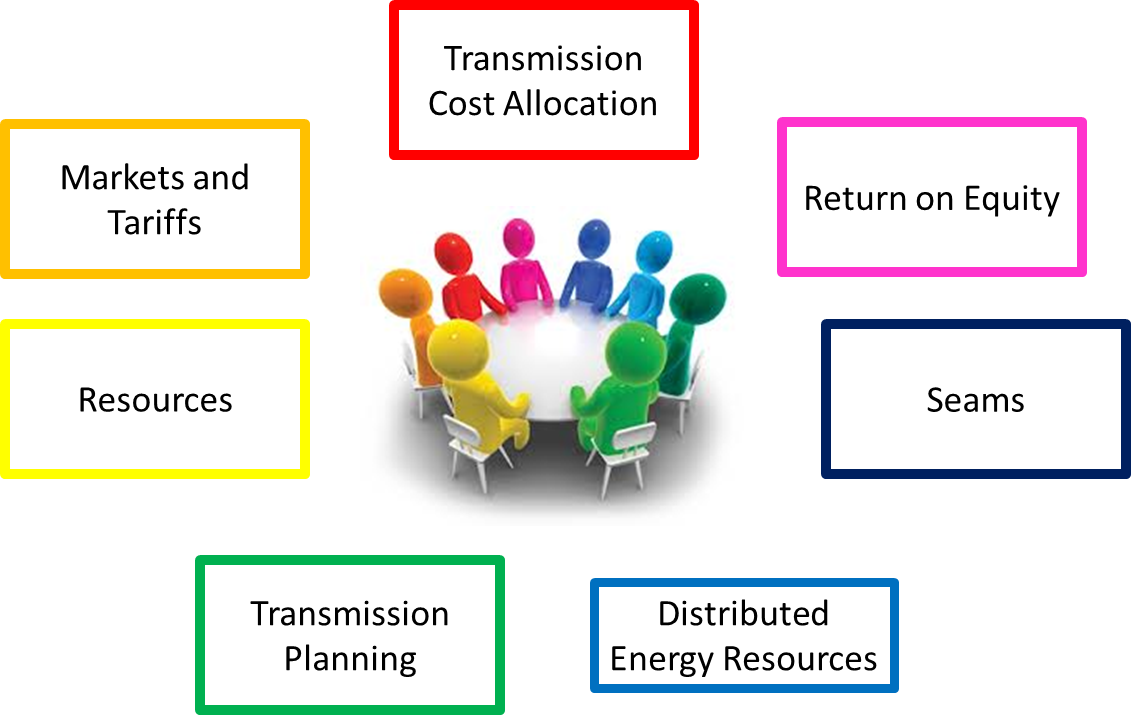 Transmission
Cost Allocation
Markets and
Tariffs
Return on Equity
Resources
Seams
Transmission
Planning
Distributed
Energy Resources